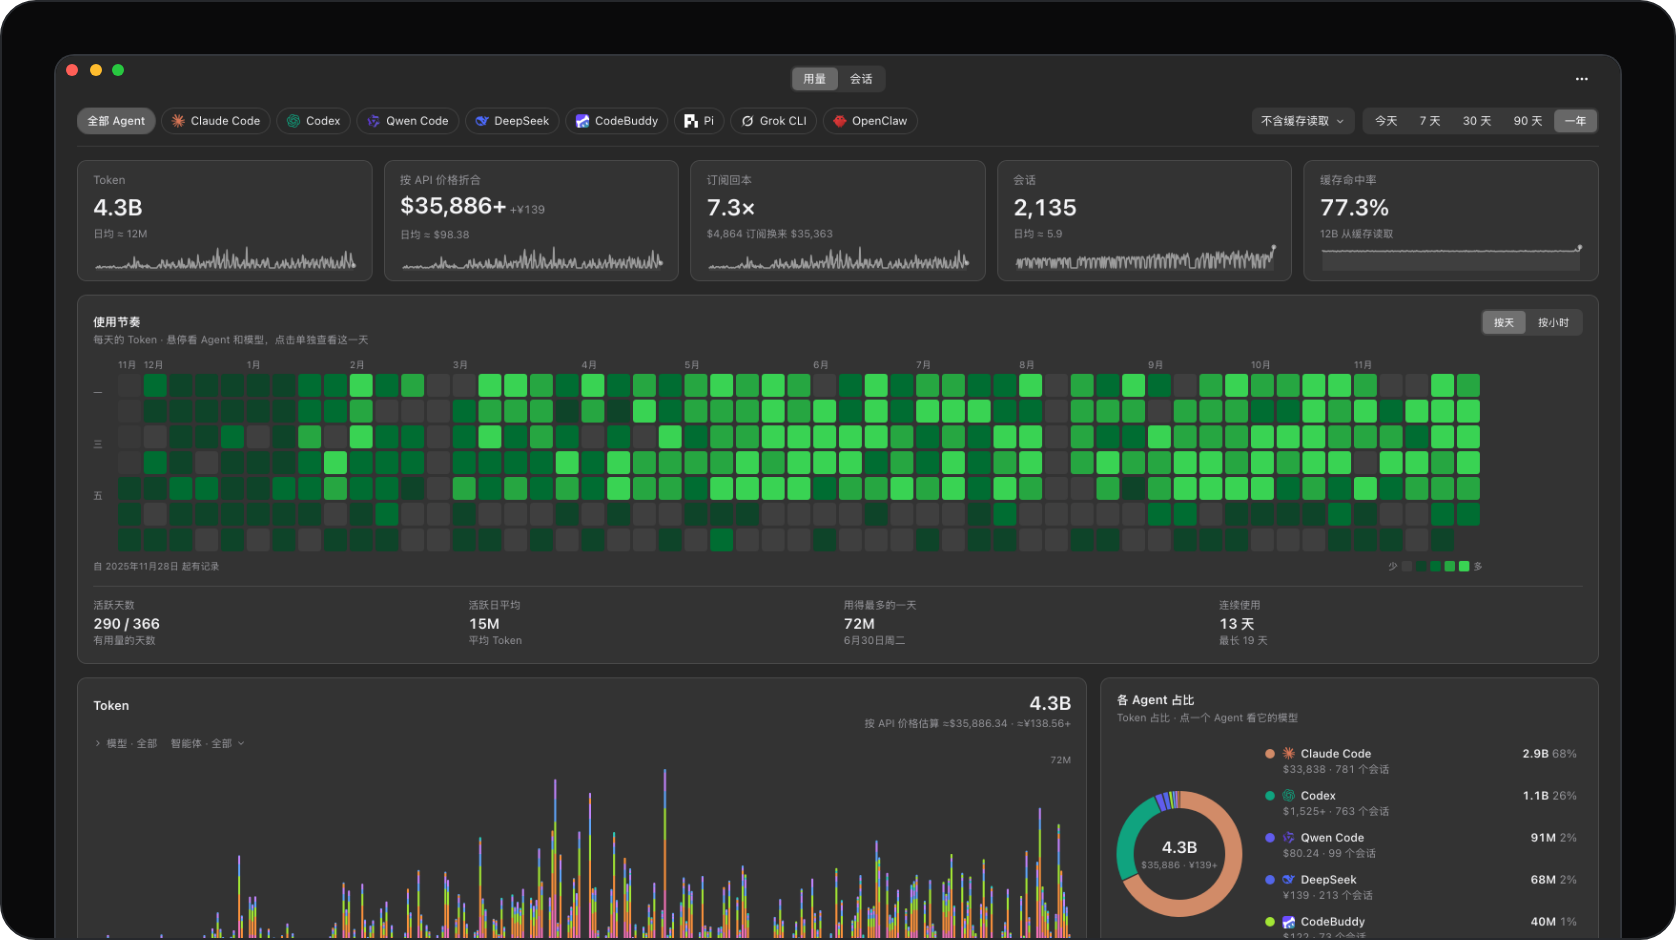 用量 会话
全部 Agent Claude Code Codex Qwen Code DeepSeek CodeBuddy Pi Grok CLI OpenClaw 不含缓存读取 今天 7 天 30 天 90 天 一年
Token
4.3B
日均 ≈ 12M
按 API 价格折合
$35,886+ +¥139
日均 ≈ $98.38
订阅回本
7.3×
$4,864 订阅换来 $35,363
会话
2,135
日均 ≈ 5.9
缓存命中率
77.3%
12B 从缓存读取
使用节奏
每天的 Token · 悬停看 Agent 和模型，点击单独查看这一天
按天 按小时
11月 12月 1月 2月 3月 4月 5月 6月 7月 8月 9月 10月 11月
一
三
五
自 2025年11月28日 起有记录
少 多
活跃天数
290 / 366
有用量的天数
活跃日平均
15M
平均 Token
用得最多的一天
72M
6月30日周二
连续使用
13 天
最长 19 天
Token
4.3B
按 API 价格估算 ≈$35,886.34 · ≈¥138.56+
模型 · 全部 智能体 · 全部
72M
各 Agent 占比
Token 占比 · 点一个 Agent 看它的模型
4.3B
$35,886 · ¥139+
Claude Code 2.9B 68%
$33,838 · 781 个会话
Codex 1.1B 26%
$1,525+ · 763 个会话
Qwen Code 91M 2%
$80.24 · 99 个会话
DeepSeek 68M 2%
¥139 · 213 个会话
CodeBuddy 40M 1%
$122 · 73 个会话